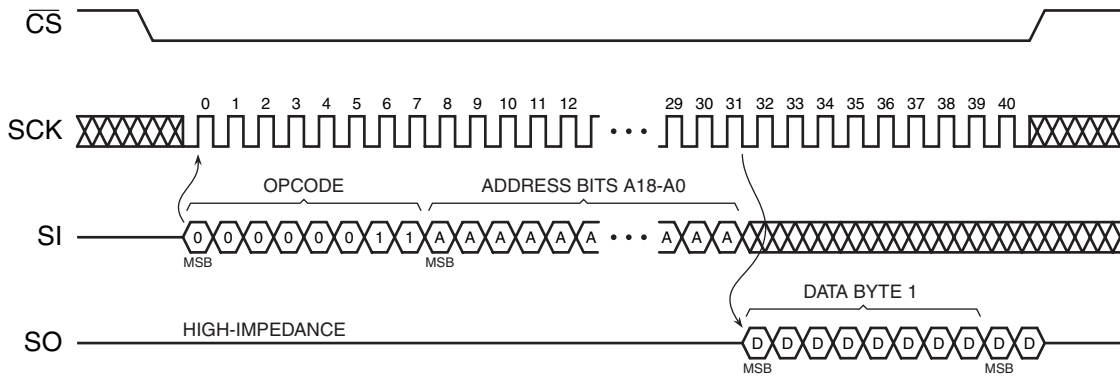 CS
0 1 2 3 4 5 6 7 8 9 10 11 12 29 30 31 32 33 34 35 36 37 38 39 40
SCK
OPCODE ADDRESS BITS A18-A0
SI 0 0 0 0 0 0 1 1 A A A A A A A A A
MSB MSB
DATA BYTE 1
HIGH-IMPEDANCE
SO D D D D D D D D D D
MSB MSB